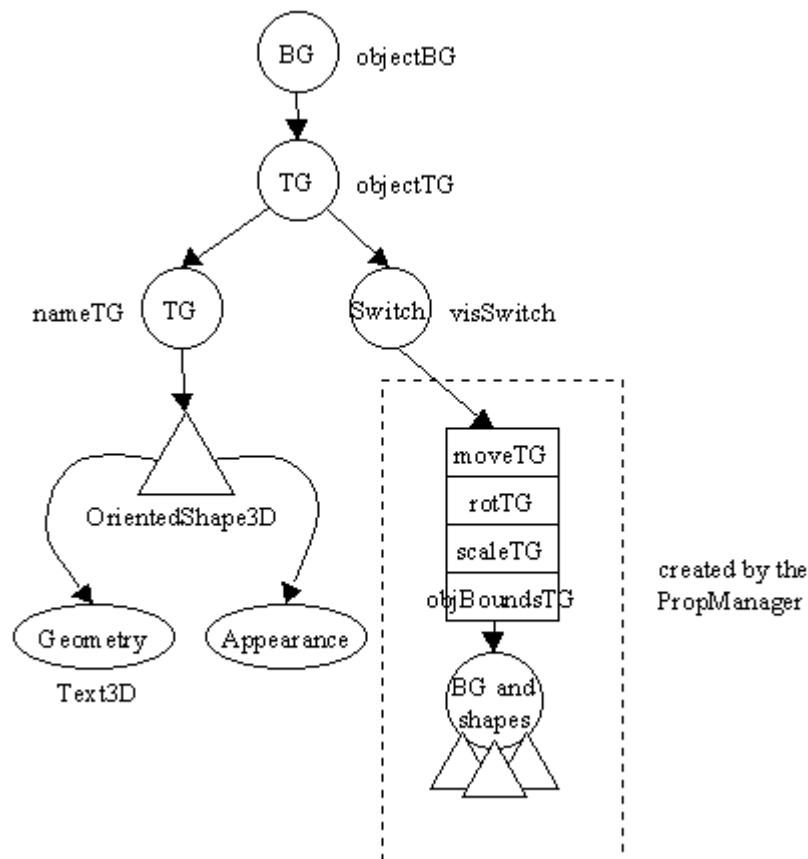 BG objectBG
TG objectTG
nameTG TG Switch visSwitch
moveTG
rotTG
scaleTG
objBoundsTG
OrientedShape3D
created by the
PropManager
Geometry Appearance
Text3D
BG and
shapes